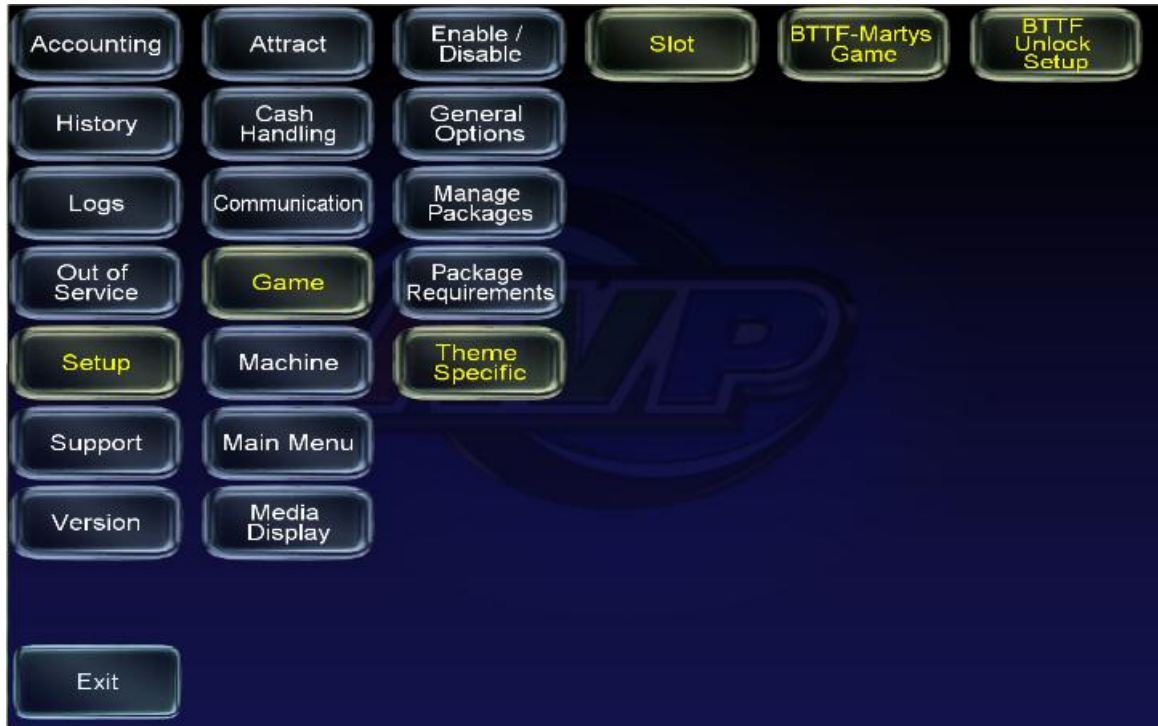 Accounting
Attract
Enable /
Disable
Slot
BTTF-Martys
Game
BTTF
Unlock
Setup
History
Cash
Handling
General
Options
Logs
Communication
Manage
Packages
Out of
Service
Game
Package
Requirements
Setup
Machine
Theme
Specific
Support
Main Menu
Version
Media
Display
Exit
AVP